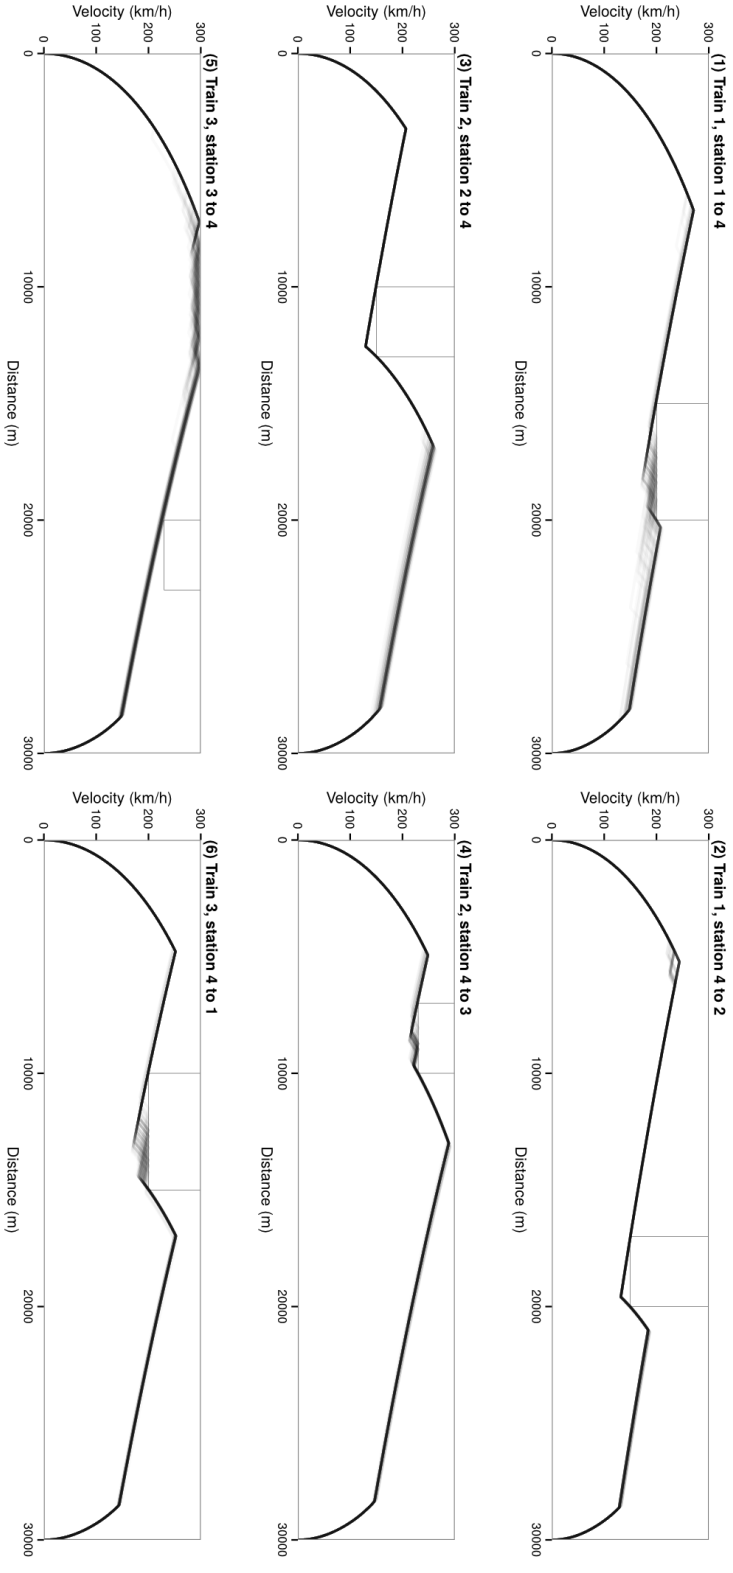 (1) Train 1, station 1 to 4
Velocity (km/h)
300
200
100
0
0
10000
20000
30000
Distance (m)
(2) Train 1, station 4 to 2
Velocity (km/h)
300
200
100
0
0
10000
20000
30000
Distance (m)
(3) Train 2, station 2 to 4
Velocity (km/h)
300
200
100
0
0
10000
20000
30000
Distance (m)
(4) Train 2, station 4 to 3
Velocity (km/h)
300
200
100
0
0
10000
20000
30000
Distance (m)
(5) Train 3, station 3 to 4
Velocity (km/h)
300
200
100
0
0
10000
20000
30000
Distance (m)
(6) Train 3, station 4 to 1
Velocity (km/h)
300
200
100
0
0
10000
20000
30000
Distance (m)